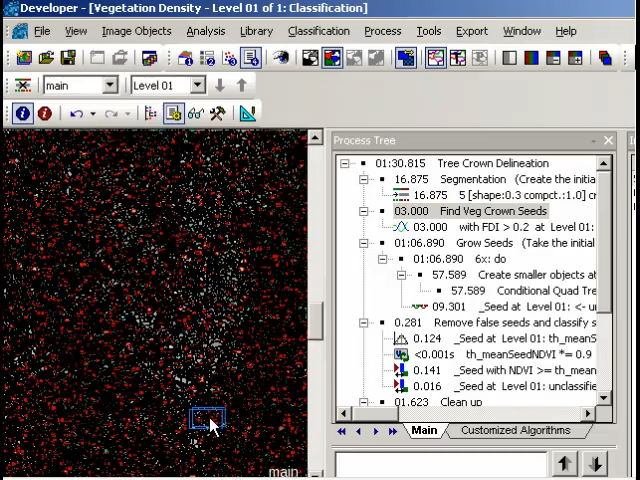 Developer - [Vegetation Density - Level 01 of 1: Classification]
File View Image Objects Analysis Library Classification Process Tools Export Window Help
main Level 01
Process Tree
01:30.815 Tree Crown Delineation
16.875 Segmentation (Create the initial
16.875 5 [shape:0.3 compct.:1.0] cr
03.000 Find Veg Crown Seeds
03.000 with FDI > 0.2 at Level 01:
01:06.890 Grow Seeds (Take the initial
01:06.890 6x: do
57.589 Create smaller objects at
57.589 Conditional Quad Tre
09.301 _Seed at Level 01: <- u
0.281 Remove false seeds and classify s
0.124 _Seed at Level 01: th_mear
<0.001s th_meanSeedNDVI *= 0.9
0.141 _Seed with NDVI >= th_mea
0.016 _Seed at Level 01: unclassifie
01.623 Clean up
Main Customized Algorithms
main